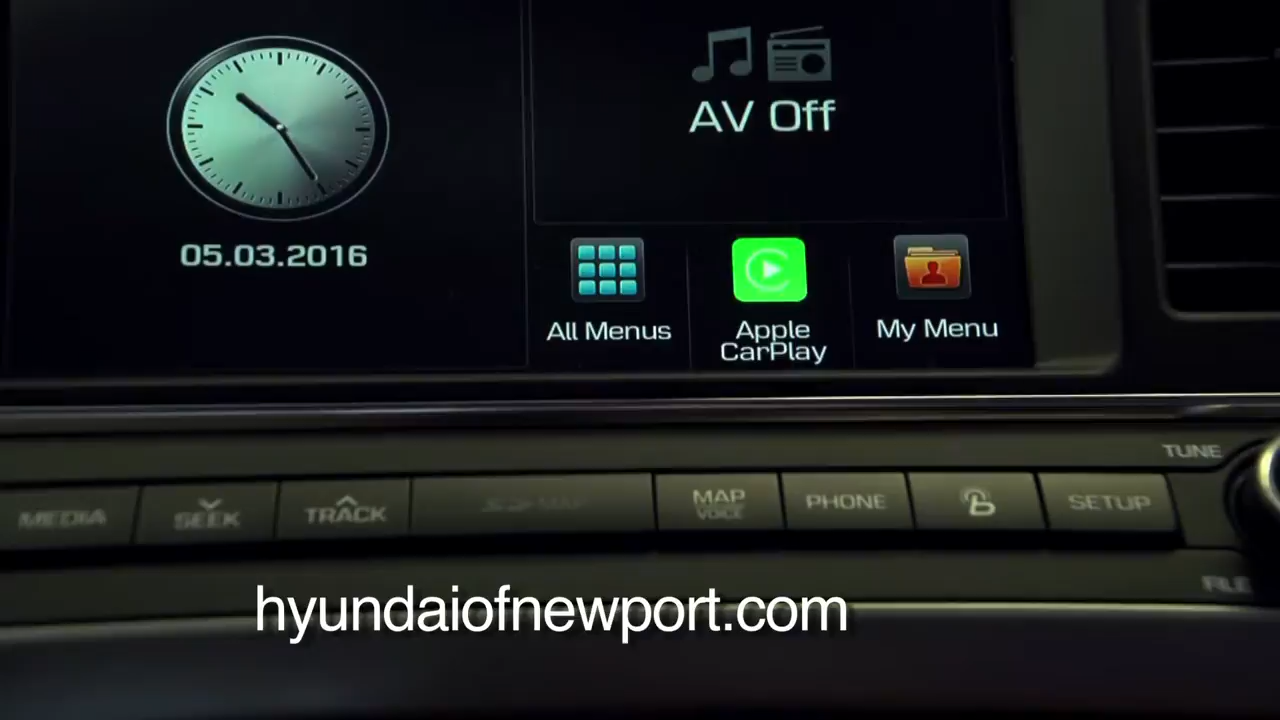 AV Off
05.03.2016
All Menus
Apple
CarPlay
My Menu
TUNE
MEDIA
SEEK
TRACK
MAP
VOICE
PHONE
SETUP
FILE
hyundaiofnewport.com